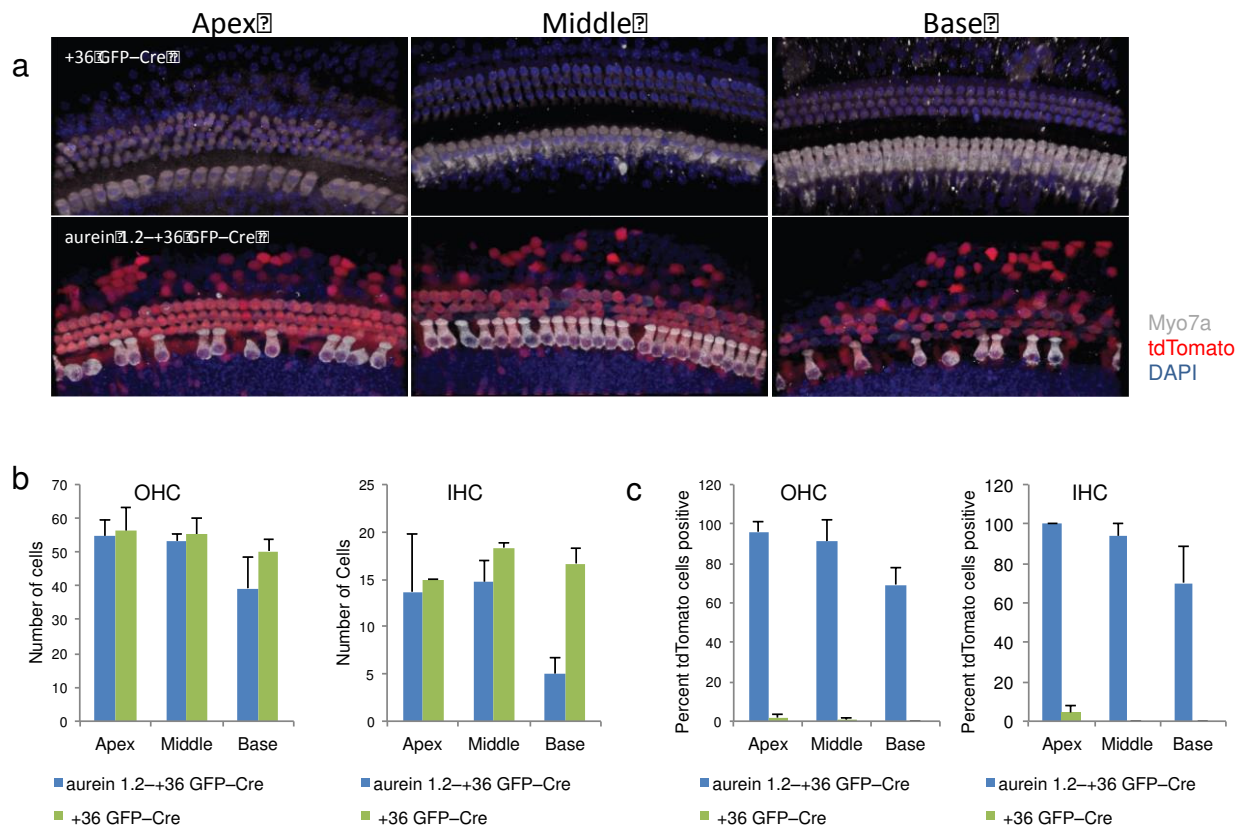 Apex
Middle
Base
a
+36 GFP–Cre
aurein 1.2–+36 GFP–Cre
Myo7a
tdTomato
DAPI
b
OHC
Number of cells
70
60
50
40
30
20
10
0
Apex Middle Base
aurein 1.2–+36 GFP–Cre
+36 GFP–Cre
IHC
Number of Cells
25
20
15
10
5
0
Apex Middle Base
aurein 1.2–+36 GFP–Cre
+36 GFP–Cre
c
OHC
Percent tdTomato cells positive
120
100
80
60
40
20
0
Apex Middle Base
aurein 1.2–+36 GFP–Cre
+36 GFP–Cre
IHC
Percent tdTomato cells positive
120
100
80
60
40
20
0
Apex Middle Base
aurein 1.2–+36 GFP–Cre
+36 GFP–Cre